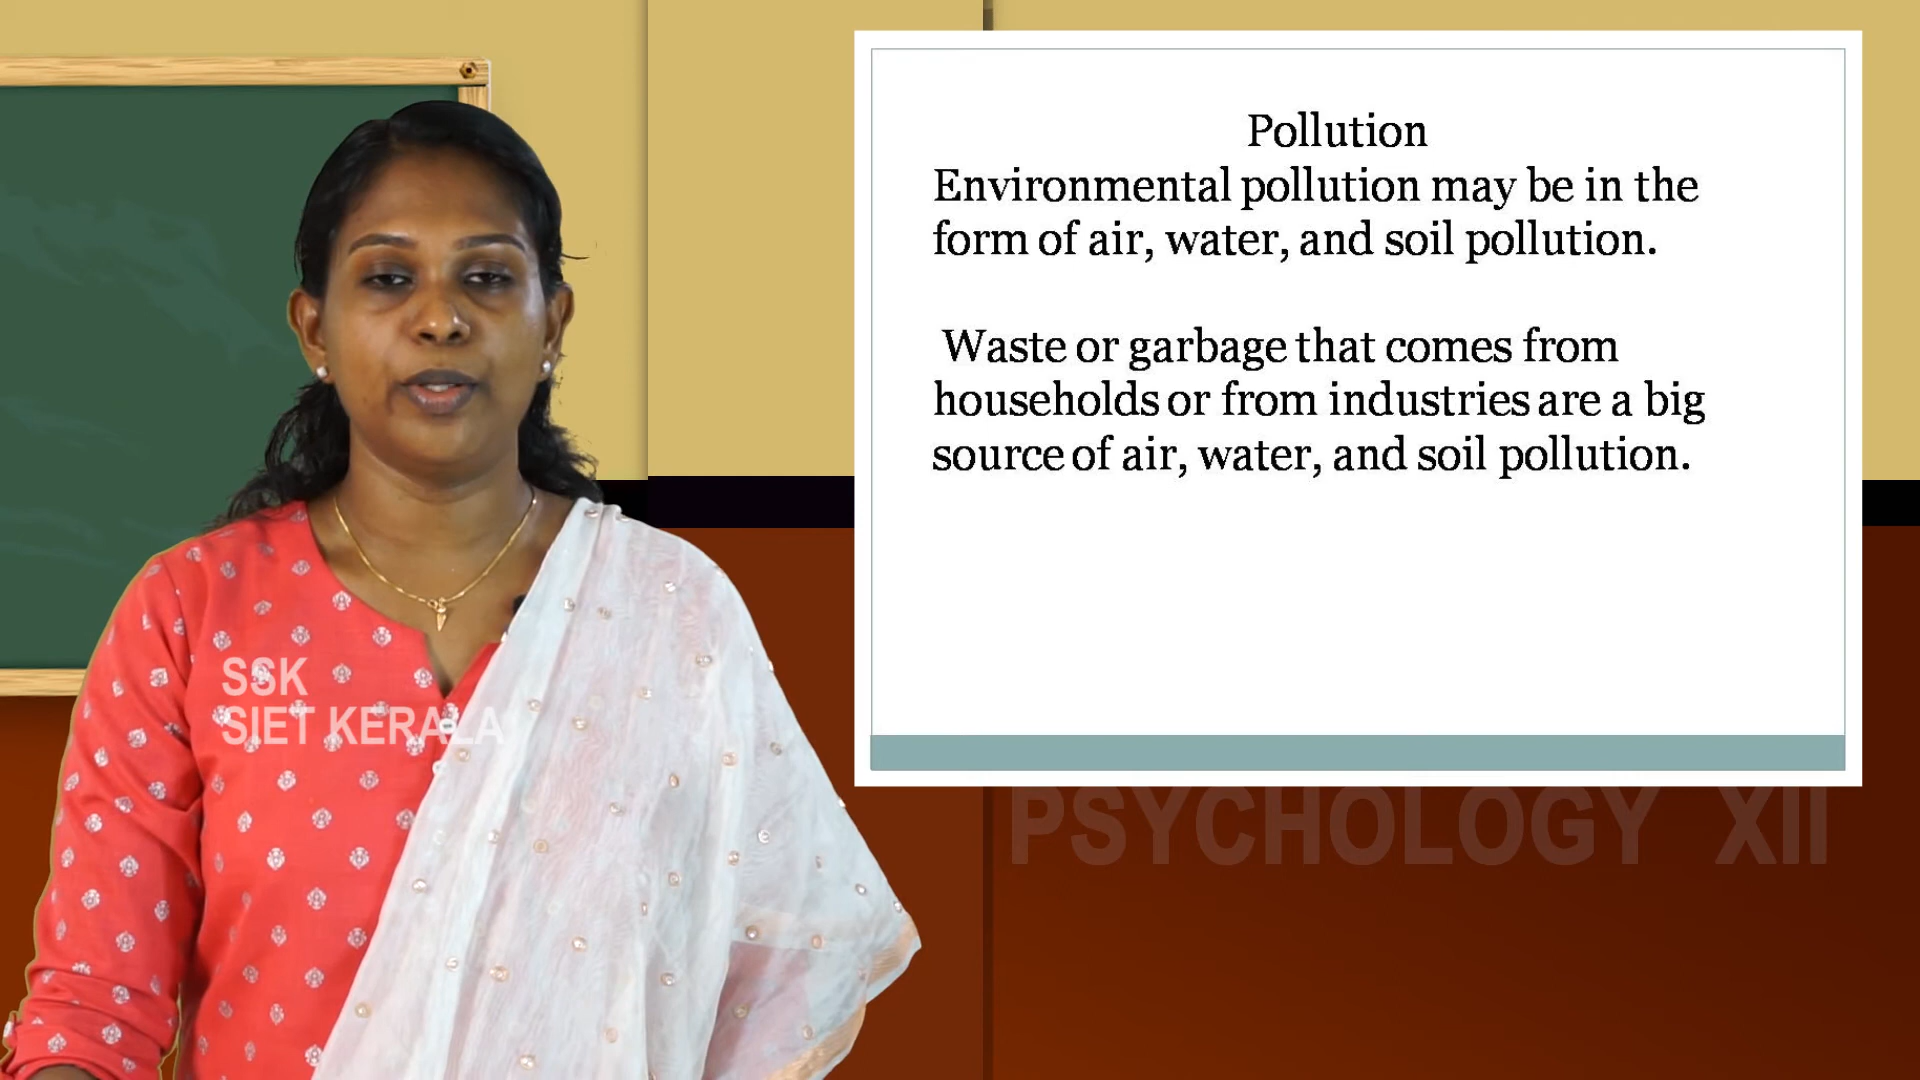 Pollution
Environmental pollution may be in the
form of air, water, and soil pollution.
Waste or garbage that comes from
households or from industries are a big
source of air, water, and soil pollution.
SSK
SIET KERALA
PSYCHOLOGY XII